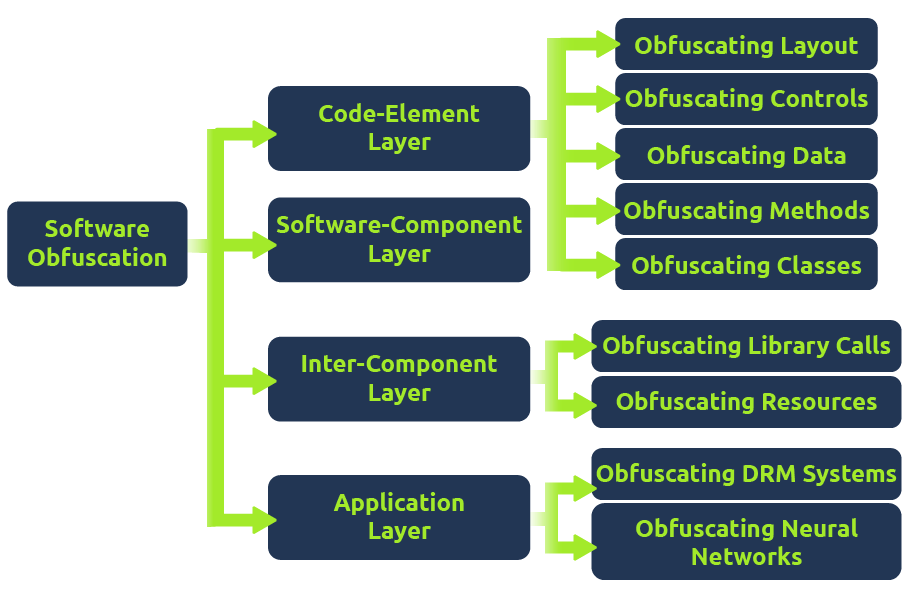 Software
Obfuscation
Code-Element
Layer
Software-Component
Layer
Inter-Component
Layer
Application
Layer
Obfuscating Layout
Obfuscating Controls
Obfuscating Data
Obfuscating Methods
Obfuscating Classes
Obfuscating Library Calls
Obfuscating Resources
Obfuscating DRM Systems
Obfuscating Neural
Networks